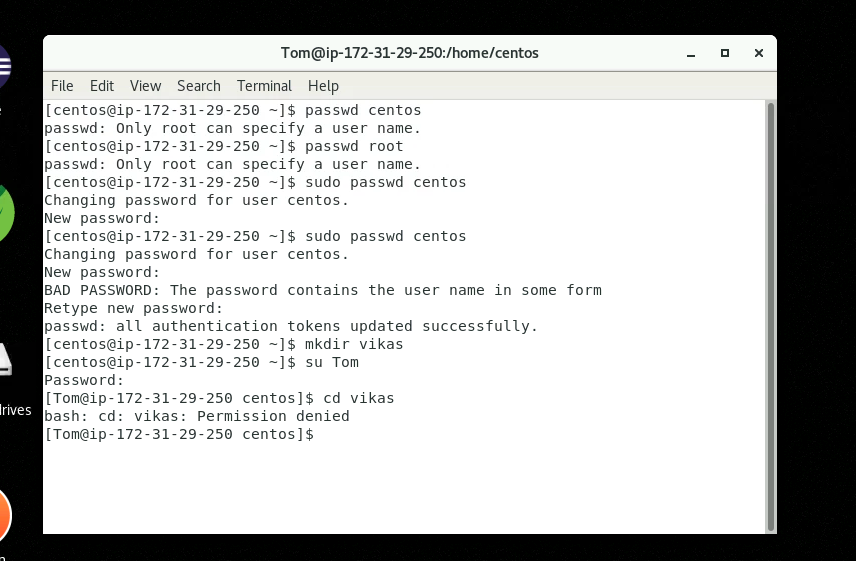 Tom@ip-172-31-29-250:/home/centos
File Edit View Search Terminal Help
[centos@ip-172-31-29-250 ~]$ passwd centos
passwd: Only root can specify a user name.
[centos@ip-172-31-29-250 ~]$ passwd root
passwd: Only root can specify a user name.
[centos@ip-172-31-29-250 ~]$ sudo passwd centos
Changing password for user centos.
New password:
[centos@ip-172-31-29-250 ~]$ sudo passwd centos
Changing password for user centos.
New password:
BAD PASSWORD: The password contains the user name in some form
Retype new password:
passwd: all authentication tokens updated successfully.
[centos@ip-172-31-29-250 ~]$ mkdir vikas
[centos@ip-172-31-29-250 ~]$ su Tom
Password:
[Tom@ip-172-31-29-250 centos]$ cd vikas
bash: cd: vikas: Permission denied
[Tom@ip-172-31-29-250 centos]$